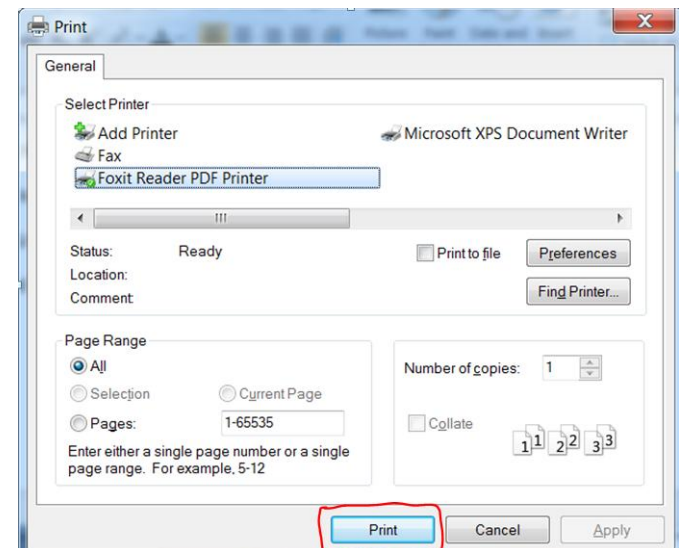 Print
X
General
Select Printer
Add Printer
Microsoft XPS Document Writer
Fax
Foxit Reader PDF Printer
Status: Ready
Print to file
Preferences
Location:
Find Printer...
Comment:
Page Range
All
Number of copies: 1
Selection
Current Page
Pages: 1-65535
Collate
1 1 2 2 3 3
Enter either a single page number or a single
page range. For example, 5-12
Print
Cancel
Apply